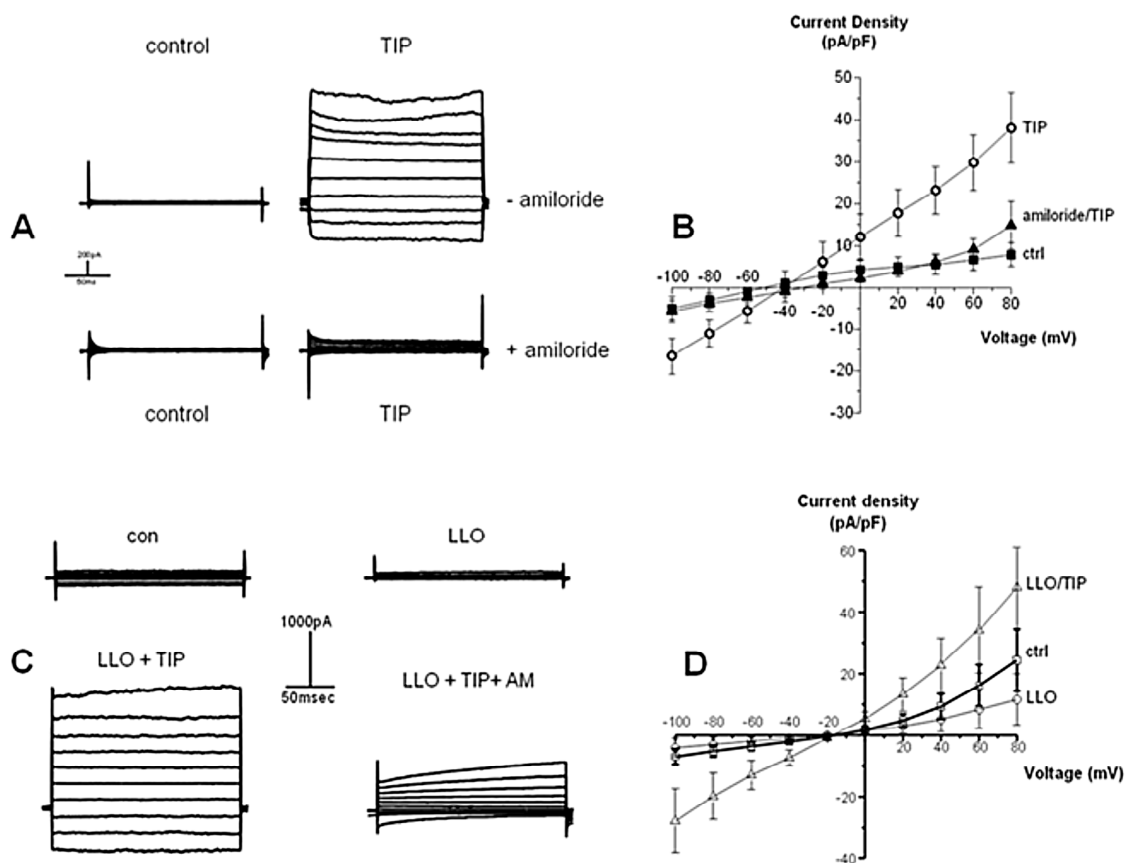 control
TIP
A
- amiloride
200pA
50ms
+ amiloride
control
TIP
Current Density
(pA/pF)
B
50
40
30
20
10
-10
-20
-30
-100 -80 -60 -40 -20 20 40 60 80
TIP
amiloride/TIP
ctrl
Voltage (mV)
con
LLO
C
1000pA
50msec
LLO + TIP
LLO + TIP+ AM
Current density
(pA/pF)
D
60
40
20
-20
-40
-100 -80 -60 -40 -20 20 40 60 80
LLO/TIP
ctrl
LLO
Voltage (mV)